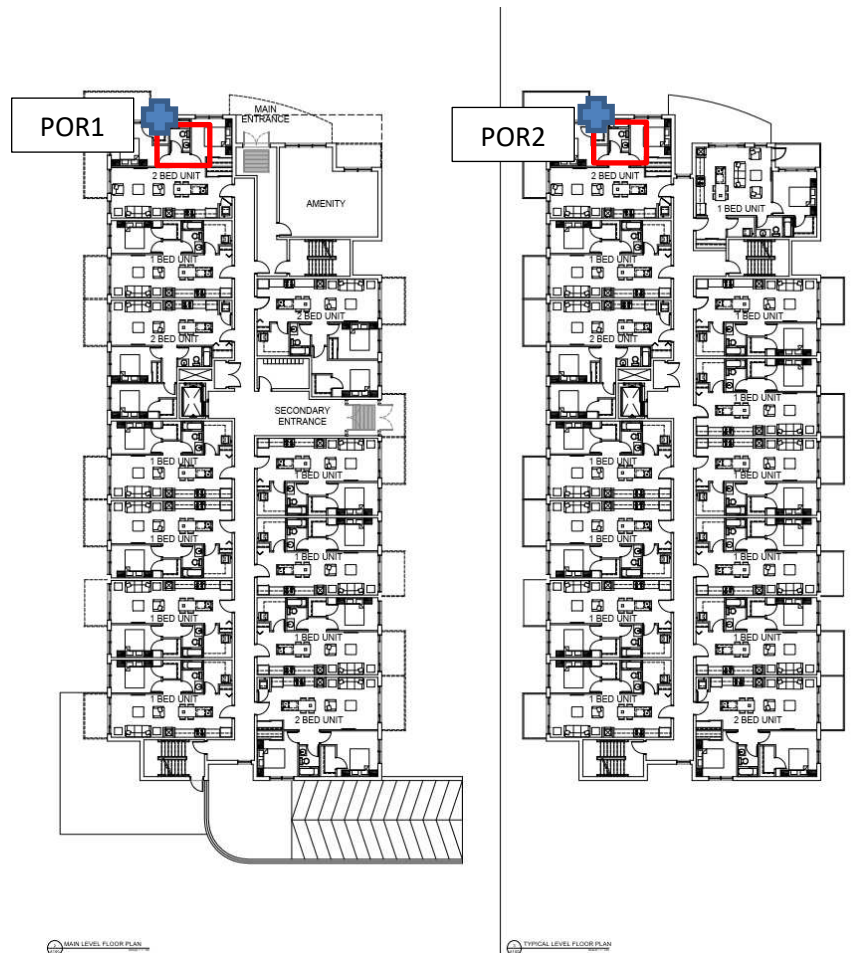 POR1
MAIN
ENTRANCE
2 BED UNIT
AMENITY
1 BED UNIT
2 BED UNIT
2 BED UNIT
SECONDARY
ENTRANCE
1 BED UNIT
1 BED UNIT
1 BED UNIT
1 BED UNIT
1 BED UNIT
1 BED UNIT
1 BED UNIT
2 BED UNIT
MAIN LEVEL FLOOR PLAN
POR2
2 BED UNIT
1 BED UNIT
1 BED UNIT
1 BED UNIT
2 BED UNIT
1 BED UNIT
1 BED UNIT
1 BED UNIT
1 BED UNIT
1 BED UNIT
1 BED UNIT
1 BED UNIT
1 BED UNIT
2 BED UNIT
TYPICAL LEVEL FLOOR PLAN